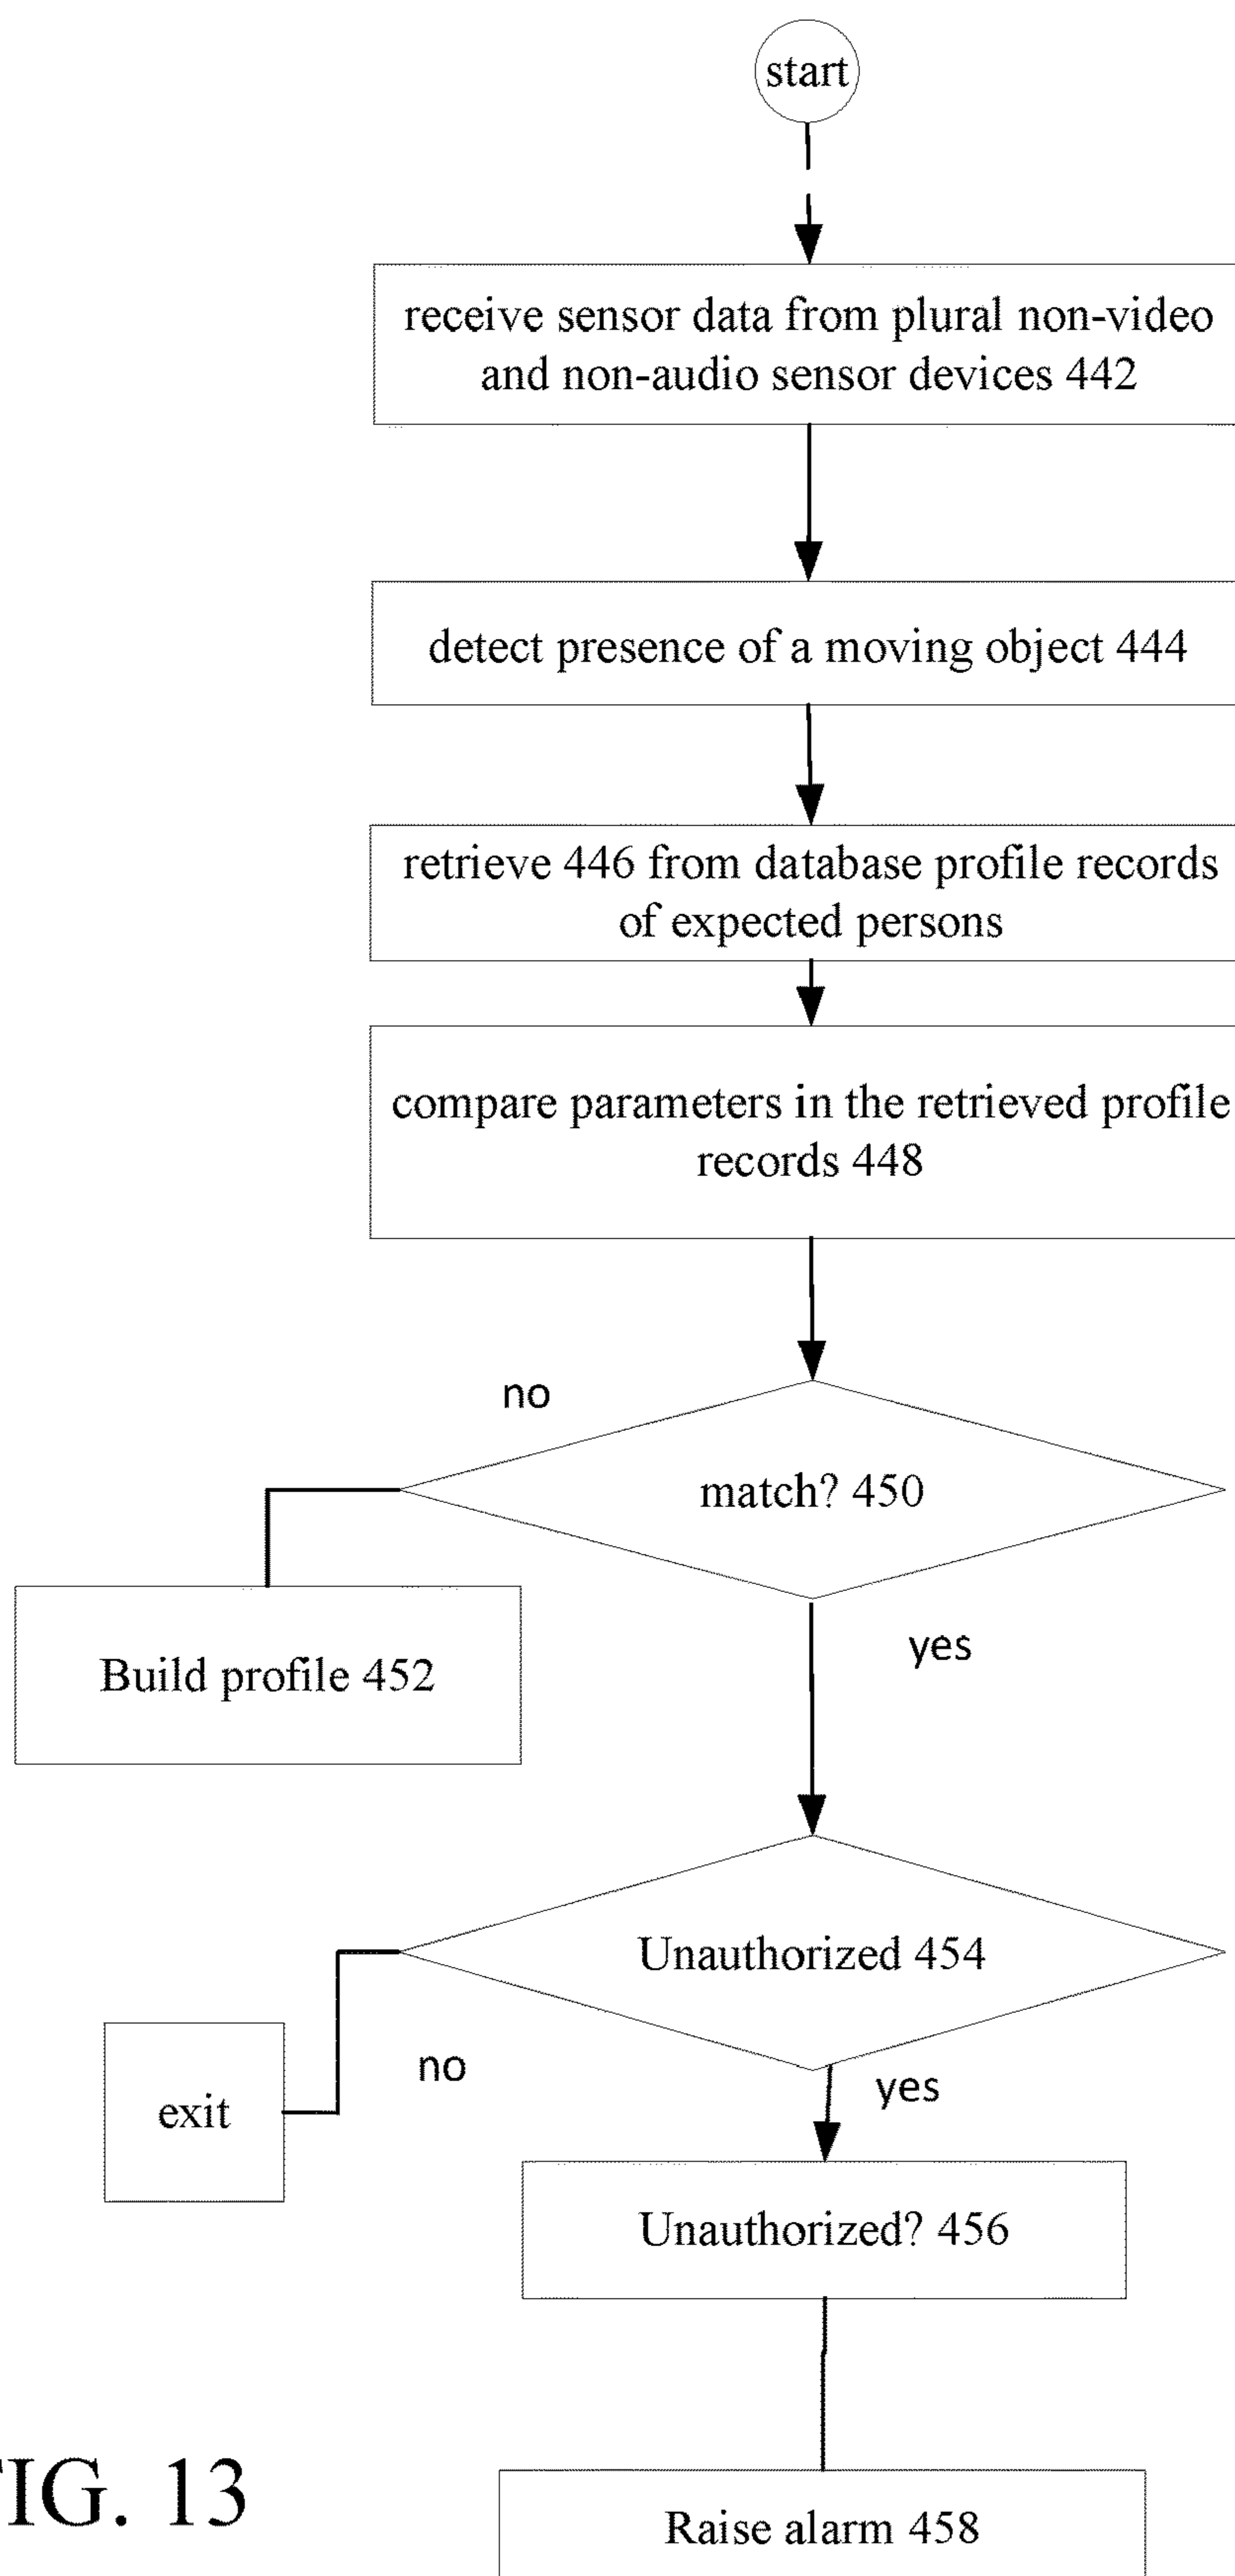 start
receive sensor data from plural non-video
and non-audio sensor devices 442
detect presence of a moving object 444
retrieve 446 from database profile records
of expected persons
compare parameters in the retrieved profile
records 448
no
match? 450
yes
Build profile 452
Unauthorized 454
no
yes
exit
Unauthorized? 456
Raise alarm 458
FIG. 13